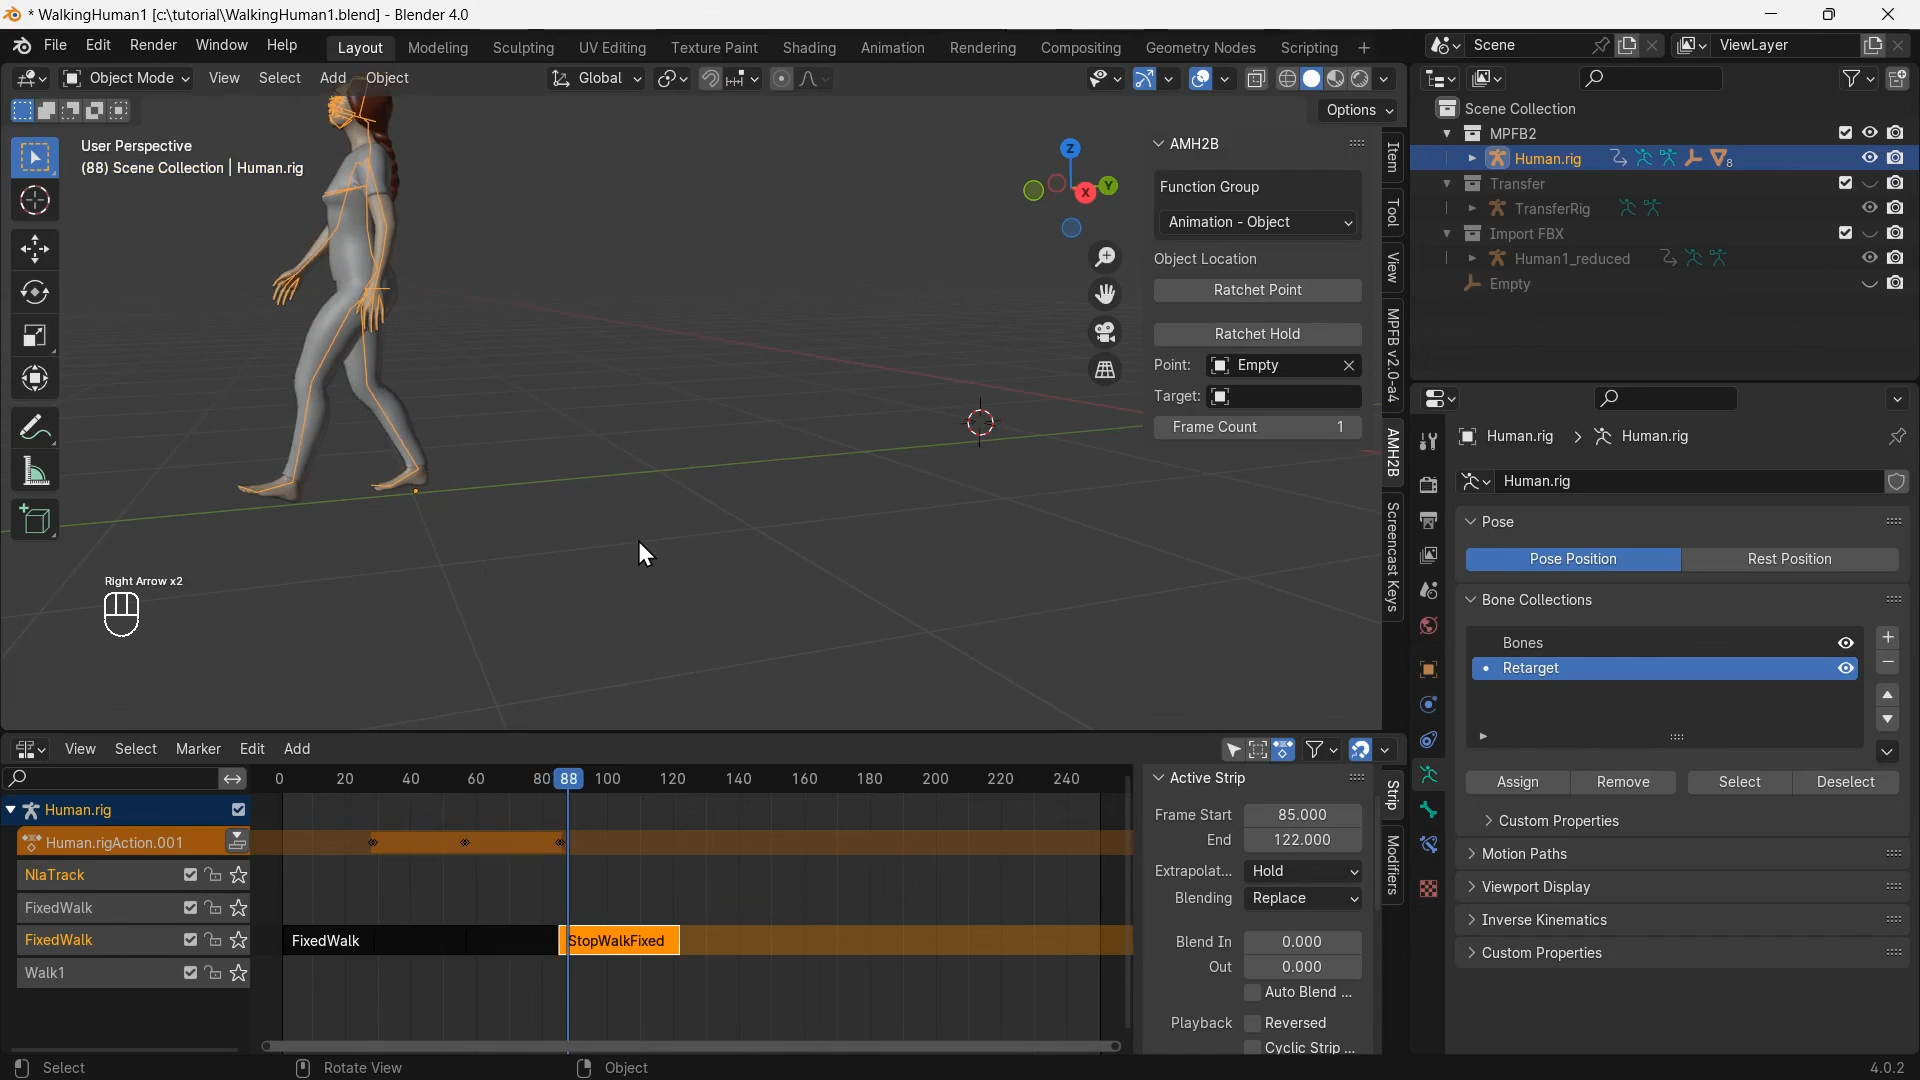 * WalkingHuman1 [c:\tutorial\WalkingHuman1.blend] - Blender 4.0
File Edit Render Window Help Layout Modeling Sculpting UV Editing Texture Paint Shading Animation Rendering Compositing Geometry Nodes Scripting + Scene ViewLayer
Object Mode View Select Add Object Global
Options
User Perspective
(88) Scene Collection | Human.rig
Z
Y
X
Right Arrow x2
AMH2B
Function Group
Animation - Object
Object Location
Ratchet Point
Ratchet Hold
Point: Empty
Target:
Frame Count 1
Item
Tool
View
MPFB v2.0-a4
AMH2B
Screencast Keys
Scene Collection
MPFB2
Human.rig 8
Transfer
TransferRig
Import FBX
Human1_reduced
Empty
Human.rig > Human.rig
Human.rig
Pose
Pose Position Rest Position
Bone Collections
Bones
Retarget
Assign Remove Select Deselect
Custom Properties
Motion Paths
Viewport Display
Inverse Kinematics
Custom Properties
View Select Marker Edit Add
0 20 40 60 80 88 100 120 140 160 180 200 220 240
Human.rig
Human.rigAction.001
NlaTrack
FixedWalk
FixedWalk FixedWalk StopWalkFixed
Walk1
Active Strip
Frame Start 85.000
End 122.000
Extrapolat... Hold
Blending Replace
Blend In 0.000
Out 0.000
Auto Blend ...
Playback Reversed
Cyclic Strip ...
Strip
Modifiers
Select Rotate View Object 4.0.2